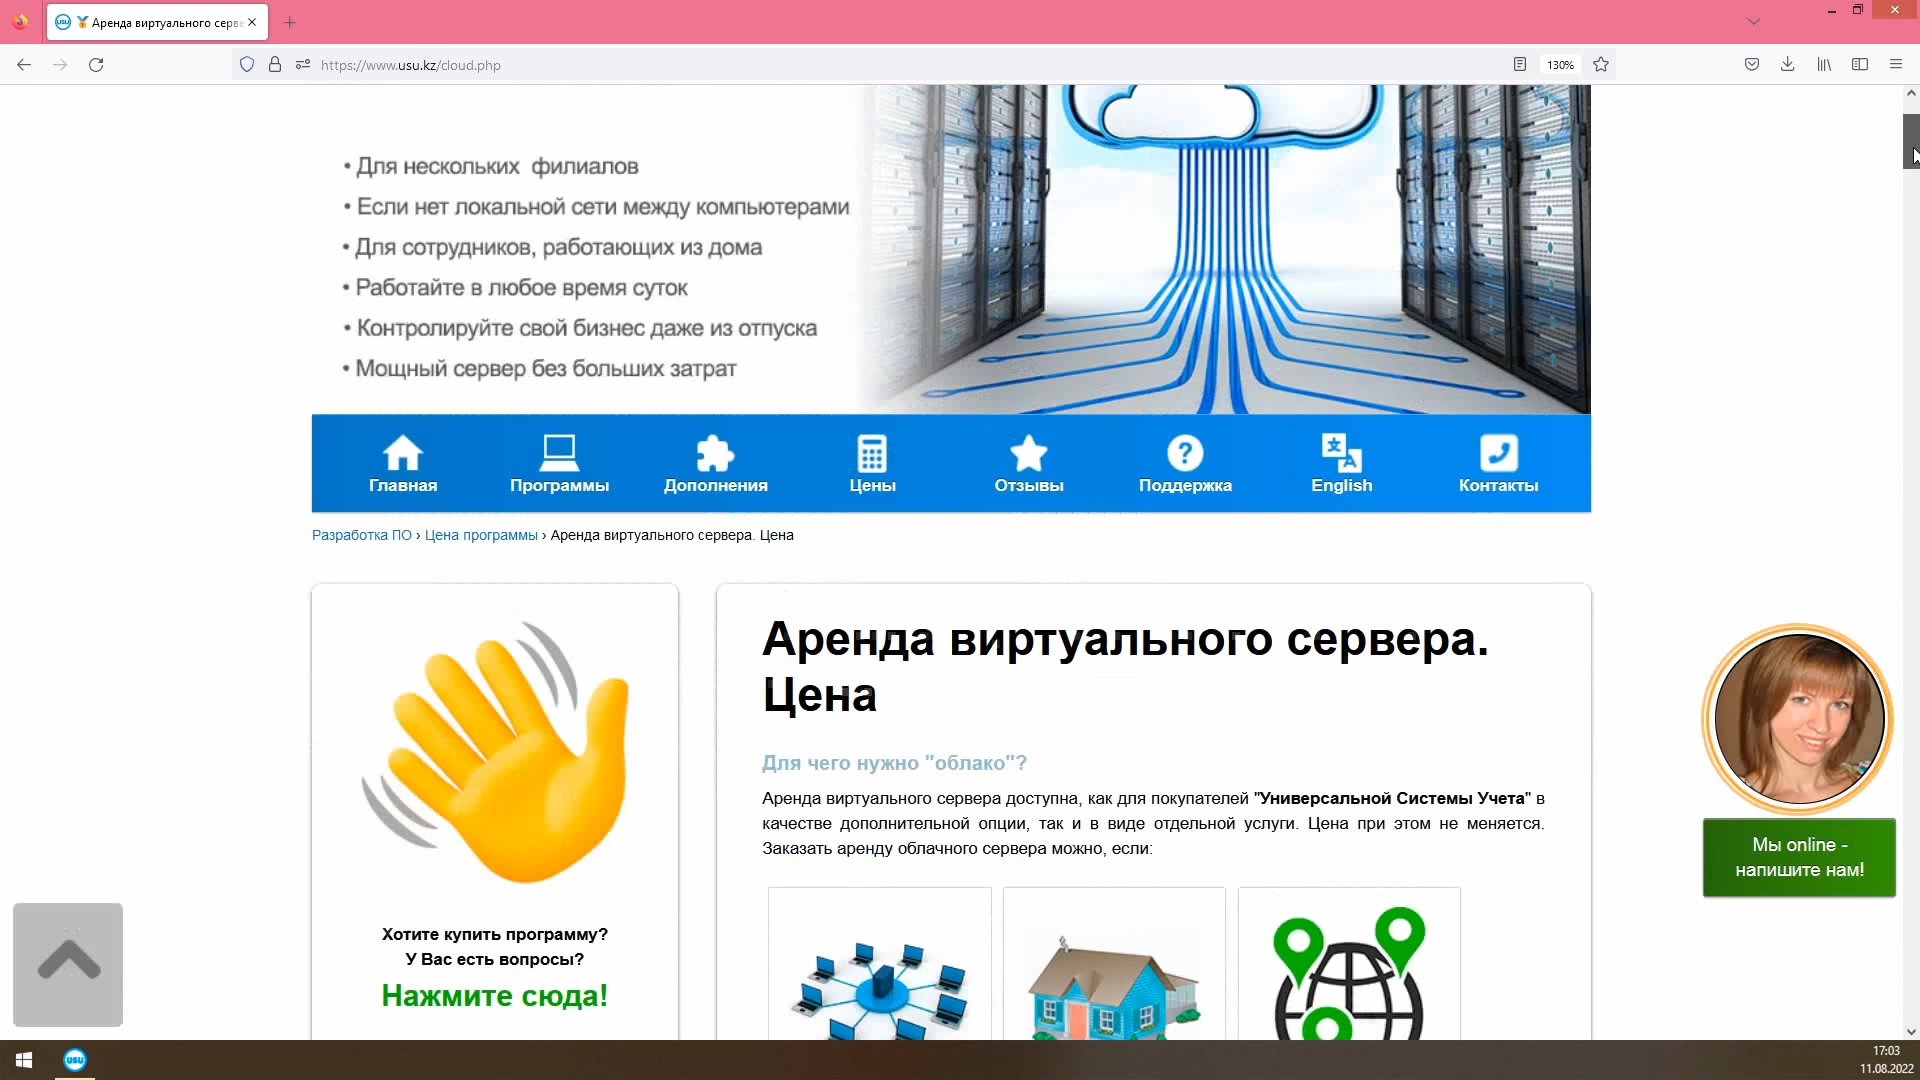 Аренда виртуального серве
https://www.usu.kz/cloud.php
130%
• Для нескольких филиалов
• Если нет локальной сети между компьютерами
• Для сотрудников, работающих из дома
• Работайте в любое время суток
• Контролируйте свой бизнес даже из отпуска
• Мощный сервер без больших затрат
Главная
Программы
Дополнения
Цены
Отзывы
Поддержка
English
Контакты
Разработка ПО › Цена программы › Аренда виртуального сервера. Цена
Аренда виртуального сервера.
Цена
Для чего нужно "облако"?
Аренда виртуального сервера доступна, как для покупателей "Универсальной Системы Учета" в
качестве дополнительной опции, так и в виде отдельной услуги. Цена при этом не меняется.
Заказать аренду облачного сервера можно, если:
Хотите купить программу?
У Вас есть вопросы?
Нажмите сюда!
Мы online -
напишите нам!
USU
17:03
11.08.2022